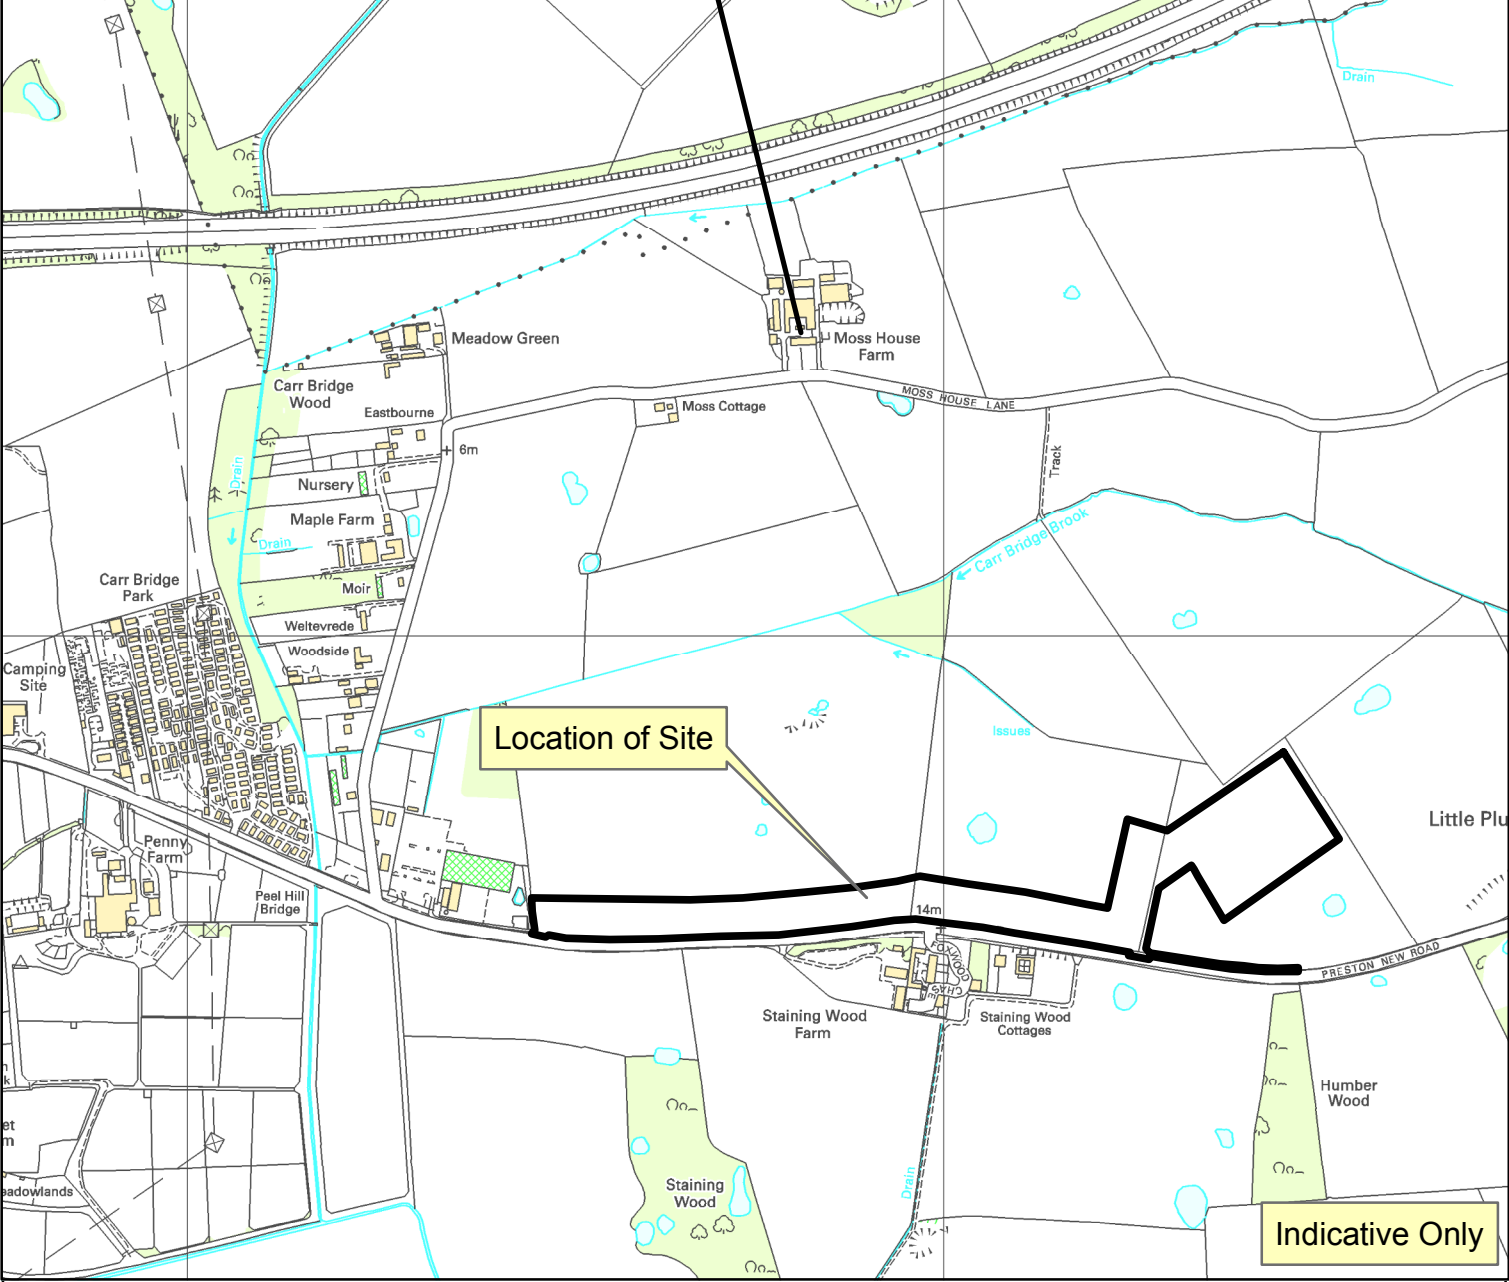 Drain
Meadow Green
Moss House
Farm
Carr Bridge
Wood
Eastbourne
Moss Cottage
MOSS HOUSE LANE
6m
Track
Drain
Nursery
Maple Farm
Drain
Carr Bridge Brook
Carr Bridge
Park
Moir
Weltevrede
Woodside
Camping
Site
Location of Site
Issues
Little Plu
Penny
Farm
Peel Hill
Bridge
14m
FOXWOOD
CHASE
PRESTON NEW ROAD
Staining Wood
Farm
Staining Wood
Cottages
Humber
Wood
k
et
m
eadowlands
Staining
Wood
Drain
Indicative Only